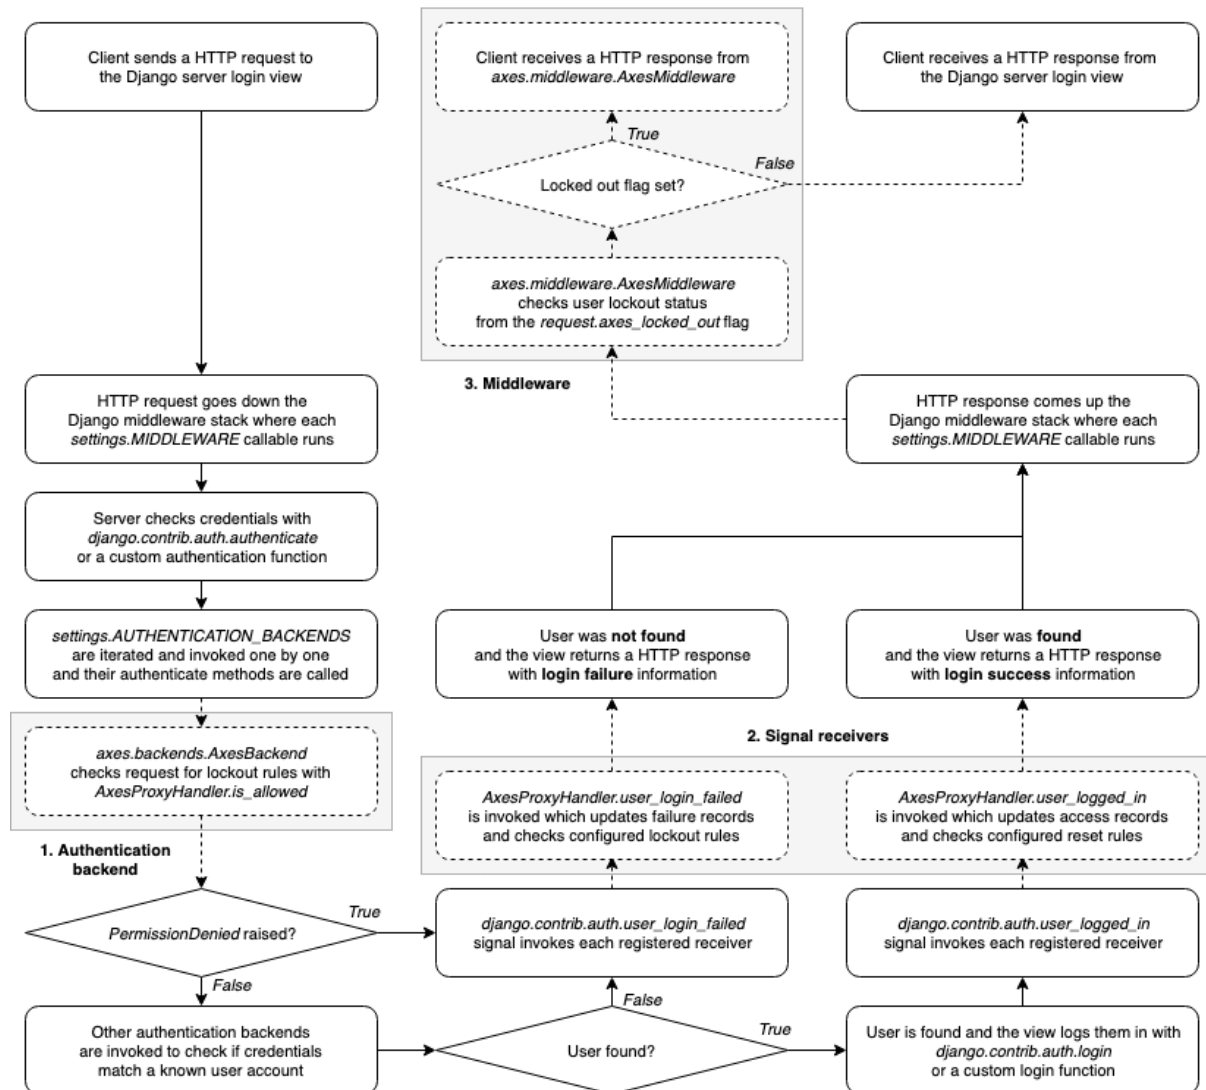 Client sends a HTTP request to
the Django server login view
Client receives a HTTP response from
axes.middleware.AxesMiddleware
Client receives a HTTP response from
the Django server login view
True
False
Locked out flag set?
axes.middleware.AxesMiddleware
checks user lockout status
from the request.axes_locked_out flag
3. Middleware
HTTP request goes down the
Django middleware stack where each
settings.MIDDLEWARE callable runs
HTTP response comes up the
Django middleware stack where each
settings.MIDDLEWARE callable runs
Server checks credentials with
django.contrib.auth.authenticate
or a custom authentication function
settings.AUTHENTICATION_BACKENDS
are iterated and invoked one by one
and their authenticate methods are called
User was not found
and the view returns a HTTP response
with login failure information
User was found
and the view returns a HTTP response
with login success information
2. Signal receivers
axes.backends.AxesBackend
checks request for lockout rules with
AxesProxyHandler.is_allowed
AxesProxyHandler.user_login_failed
is invoked which updates failure records
and checks configured lockout rules
AxesProxyHandler.user_logged_in
is invoked which updates access records
and checks configured reset rules
1. Authentication
backend
PermissionDenied raised?
True
False
django.contrib.auth.user_login_failed
signal invokes each registered receiver
django.contrib.auth.user_logged_in
signal invokes each registered receiver
Other authentication backends
are invoked to check if credentials
match a known user account
False
User found?
True
User is found and the view logs them in with
django.contrib.auth.login
or a custom login function